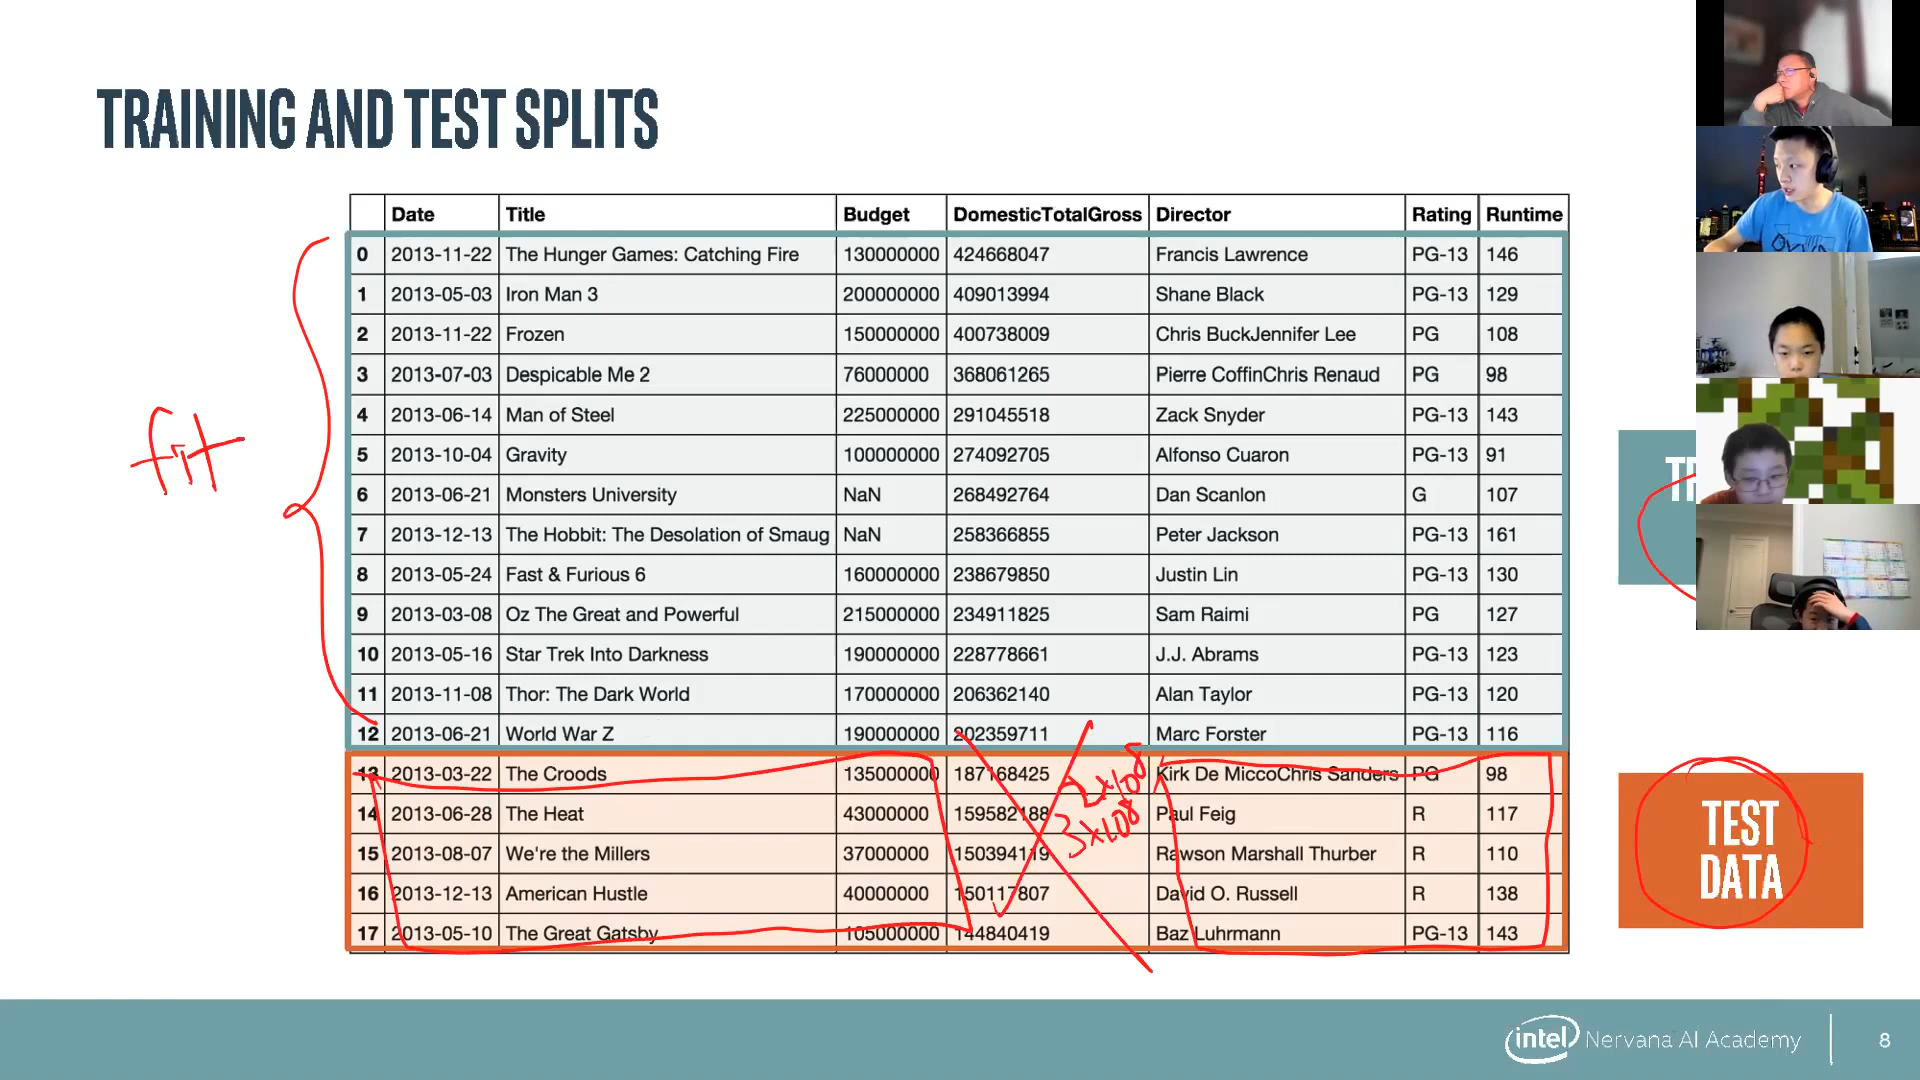 TRAINING AND TEST SPLITS
Date Title Budget DomesticTotalGross Director Rating Runtime
0 2013-11-22 The Hunger Games: Catching Fire 130000000 424668047 Francis Lawrence PG-13 146
1 2013-05-03 Iron Man 3 200000000 409013994 Shane Black PG-13 129
2 2013-11-22 Frozen 150000000 400738009 Chris BuckJennifer Lee PG 108
3 2013-07-03 Despicable Me 2 76000000 368061265 Pierre CoffinChris Renaud PG 98
4 2013-06-14 Man of Steel 225000000 291045518 Zack Snyder PG-13 143
5 2013-10-04 Gravity 100000000 274092705 Alfonso Cuaron PG-13 91
6 2013-06-21 Monsters University NaN 268492764 Dan Scanlon G 107
7 2013-12-13 The Hobbit: The Desolation of Smaug NaN 258366855 Peter Jackson PG-13 161
8 2013-05-24 Fast & Furious 6 160000000 238679850 Justin Lin PG-13 130
9 2013-03-08 Oz The Great and Powerful 215000000 234911825 Sam Raimi PG 127
10 2013-05-16 Star Trek Into Darkness 190000000 228778661 J.J. Abrams PG-13 123
11 2013-11-08 Thor: The Dark World 170000000 206362140 Alan Taylor PG-13 120
12 2013-06-21 World War Z 190000000 202359711 Marc Forster PG-13 116
13 2013-03-22 The Croods 135000000 187168425 Kirk De MiccoChris Sanders PG 98
14 2013-06-28 The Heat 43000000 159582188 Paul Feig R 117
15 2013-08-07 We're the Millers 37000000 150394119 Rawson Marshall Thurber R 110
16 2013-12-13 American Hustle 40000000 150117807 David O. Russell R 138
17 2013-05-10 The Great Gatsby 105000000 144840419 Baz Luhrmann PG-13 143
fit
2×108
3×108
TEST
DATA
intel Nervana AI Academy 8